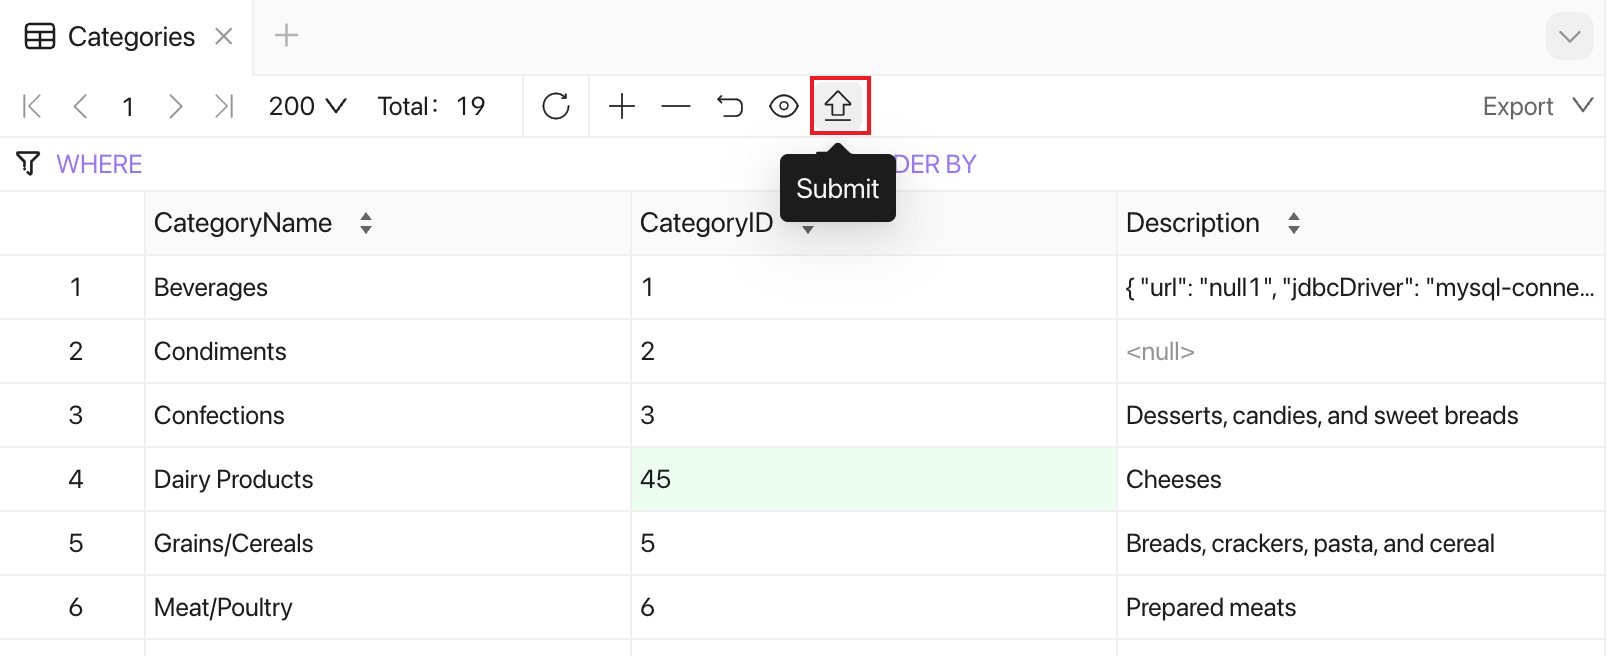 Categories
1 200 Total: 19 Export
WHERE DER BY
Submit
CategoryName CategoryID Description
1 Beverages 1 { "url": "null1", "jdbcDriver": "mysql-conne...
2 Condiments 2 <null>
3 Confections 3 Desserts, candies, and sweet breads
4 Dairy Products 45 Cheeses
5 Grains/Cereals 5 Breads, crackers, pasta, and cereal
6 Meat/Poultry 6 Prepared meats